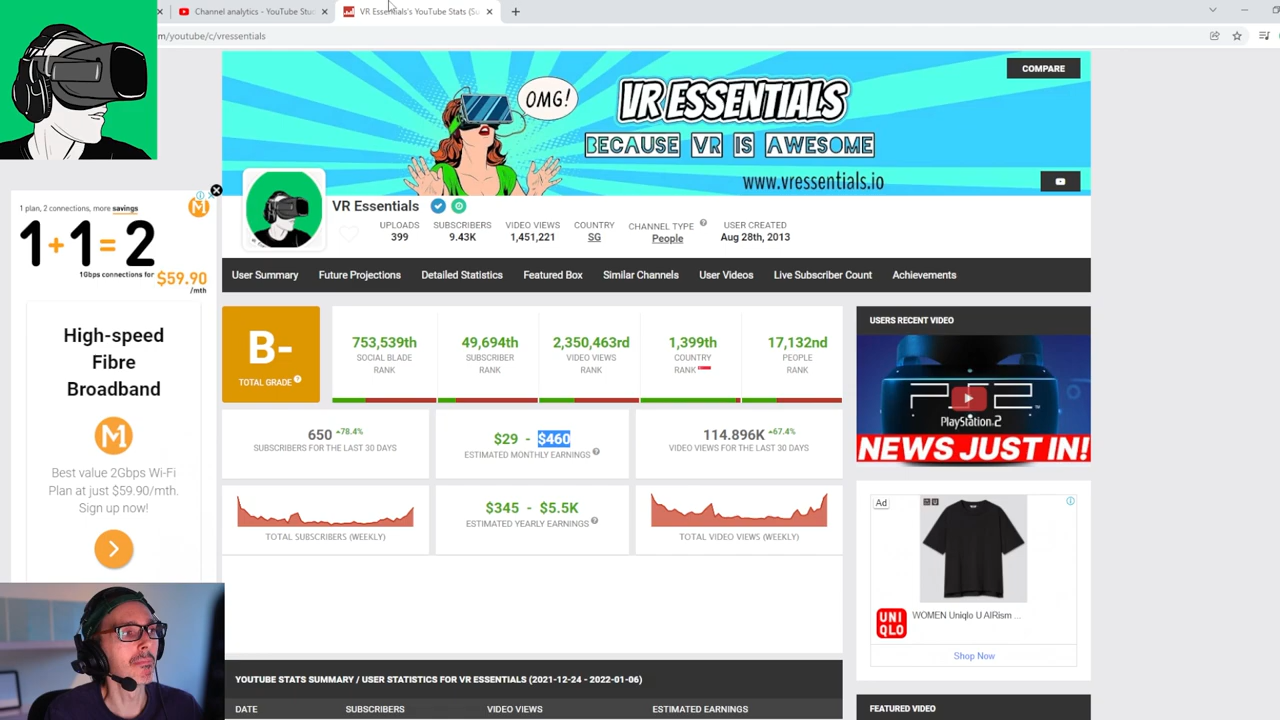 Channel analytics - YouTube Stu
VR Essentials's YouTube Stats (Su
m/youtube/c/vressentials
COMPARE
OMG!
VR ESSENTIALS
BECAUSE VR IS AWESOME
www.vressentials.io
VR Essentials
UPLOADS
399
SUBSCRIBERS
9.43K
VIDEO VIEWS
1,451,221
COUNTRY
SG
CHANNEL TYPE
People
USER CREATED
Aug 28th, 2013
User Summary
Future Projections
Detailed Statistics
Featured Box
Similar Channels
User Videos
Live Subscriber Count
Achievements
1 plan, 2 connections, more savings
1+1=2
1Gbps connections for $59.90
/mth
High-speed
Fibre
Broadband
M
Best value 2Gbps Wi-Fi
Plan at just $59.90/mth.
Sign up now!
B-
TOTAL GRADE
753,539th
SOCIAL BLADE
RANK
49,694th
SUBSCRIBER
RANK
2,350,463rd
VIDEO VIEWS
RANK
1,399th
COUNTRY
RANK
17,132nd
PEOPLE
RANK
650 78.4%
SUBSCRIBERS FOR THE LAST 30 DAYS
$29 - $460
ESTIMATED MONTHLY EARNINGS
114.896K 67.4%
VIDEO VIEWS FOR THE LAST 30 DAYS
TOTAL SUBSCRIBERS (WEEKLY)
$345 - $5.5K
ESTIMATED YEARLY EARNINGS
TOTAL VIDEO VIEWS (WEEKLY)
USERS RECENT VIDEO
PlayStation 2
NEWS JUST IN!
Ad
UNI
QLO
WOMEN Uniqlo U AIRism ...
Shop Now
FEATURED VIDEO
YOUTUBE STATS SUMMARY / USER STATISTICS FOR VR ESSENTIALS (2021-12-24 - 2022-01-06)
DATE
SUBSCRIBERS
VIDEO VIEWS
ESTIMATED EARNINGS